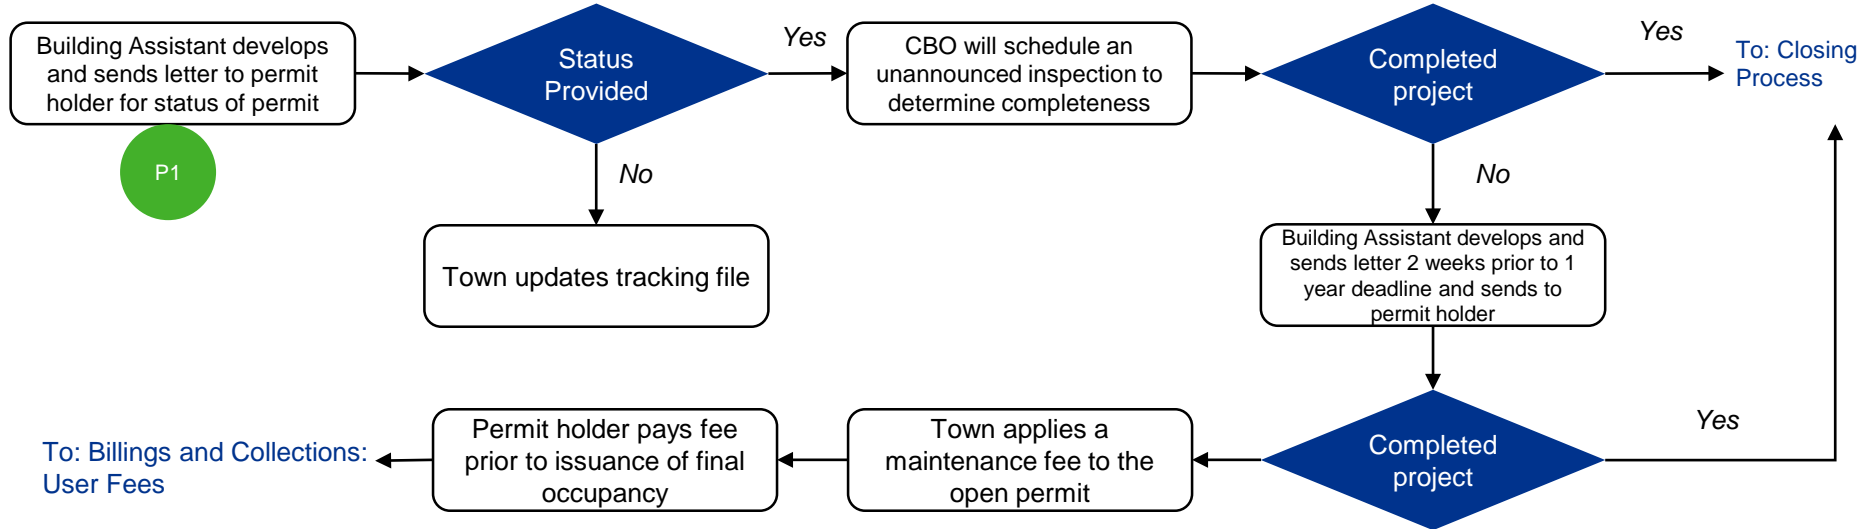 Building Assistant develops
and sends letter to permit
holder for status of permit
P1
Status
Provided
Yes
No
Town updates tracking file
CBO will schedule an
unannounced inspection to
determine completeness
Completed
project
Yes
To: Closing
Process
No
Building Assistant develops and
sends letter 2 weeks prior to 1
year deadline and sends to
permit holder
Completed
project
Yes
Town applies a
maintenance fee to the
open permit
Permit holder pays fee
prior to issuance of final
occupancy
To: Billings and Collections:
User Fees